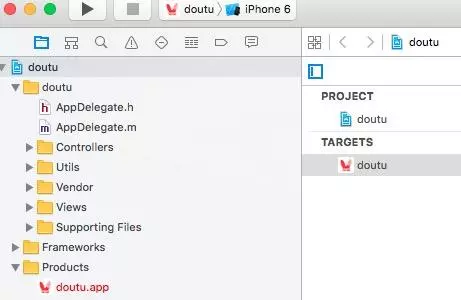 doutu
iPhone 6
doutu
doutu
doutu
PROJECT
AppDelegate.h
doutu
AppDelegate.m
TARGETS
Controllers
doutu
Utils
Vendor
Views
Supporting Files
Frameworks
Products
doutu.app